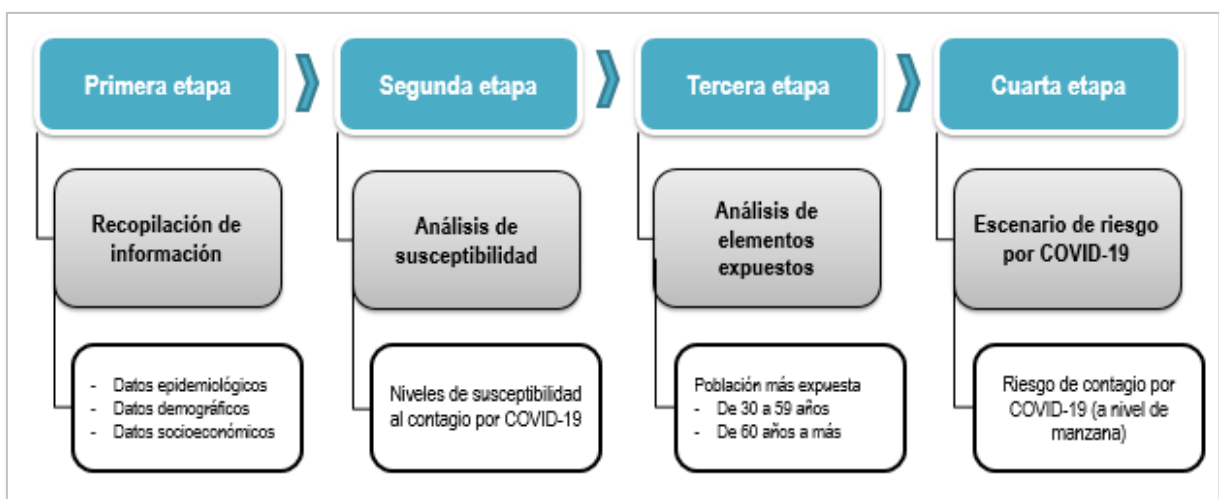 Primera etapa
Recopilación de
información
- Datos epidemiológicos
- Datos demográficos
- Datos socioeconómicos
Segunda etapa
Análisis de
susceptibilidad
Niveles de susceptibilidad
al contagio por COVID-19
Tercera etapa
Análisis de
elementos
expuestos
Población más expuesta
- De 30 a 59 años
- De 60 años a más
Cuarta etapa
Escenario de riesgo
por COVID-19
Riesgo de contagio por
COVID-19 (a nivel de
manzana)